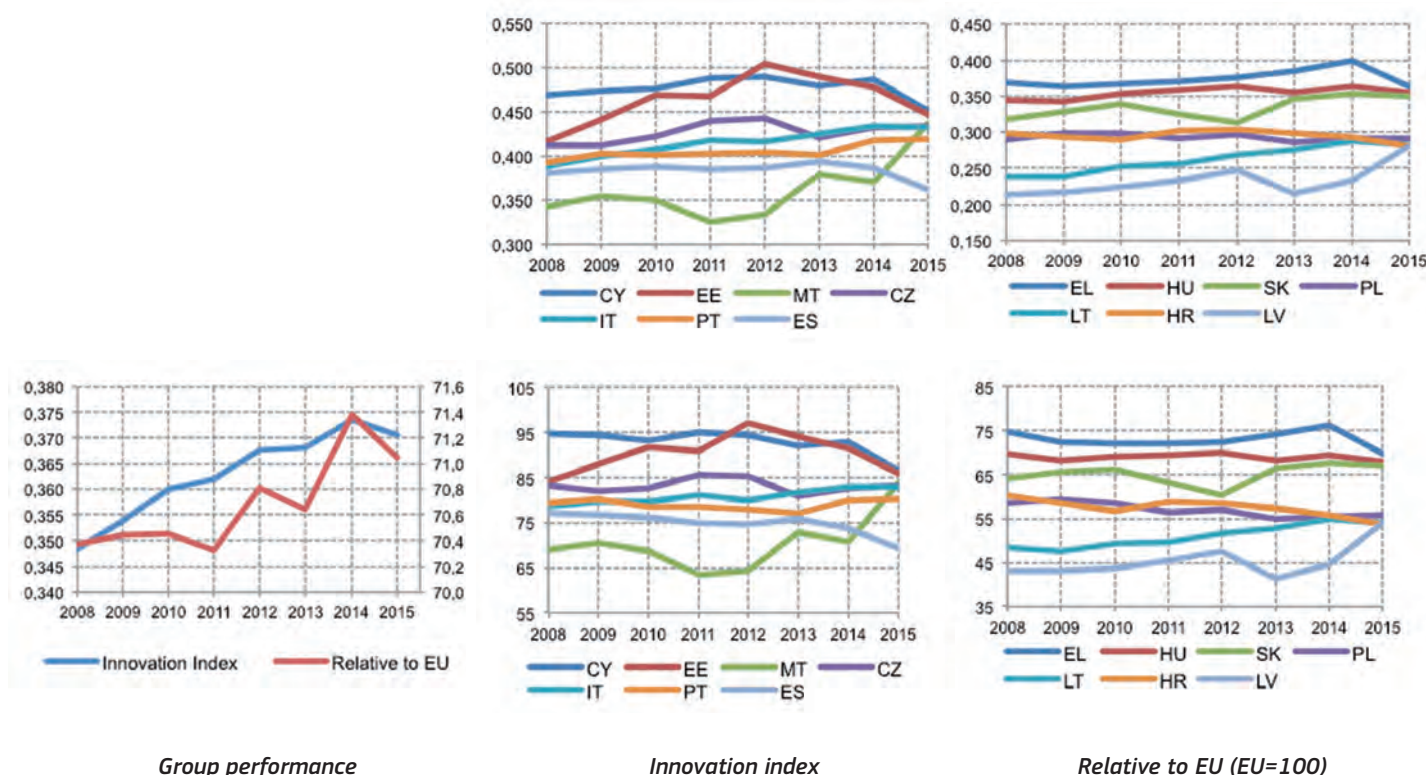 0,550
0,500
0,450
0,400
0,350
0,300
2008 2009 2010 2011 2012 2013 2014 2015
CY EE MT CZ
IT PT ES
0,450
0,400
0,350
0,300
0,250
0,200
0,150
2008 2009 2010 2011 2012 2013 2014 2015
EL HU SK PL
LT HR LV
0,380 71,6
0,375 71,4
0,370 71,2
0,365 71,0
0,360 70,8
0,355 70,6
0,350 70,4
0,345 70,2
0,340 70,0
2008 2009 2010 2011 2012 2013 2014 2015
Innovation Index Relative to EU
105
95
85
75
65
55
2008 2009 2010 2011 2012 2013 2014 2015
CY EE MT CZ
IT PT ES
85
75
65
55
45
35
2008 2009 2010 2011 2012 2013 2014 2015
EL HU SK PL
LT HR LV
Group performance Innovation index Relative to EU (EU=100)